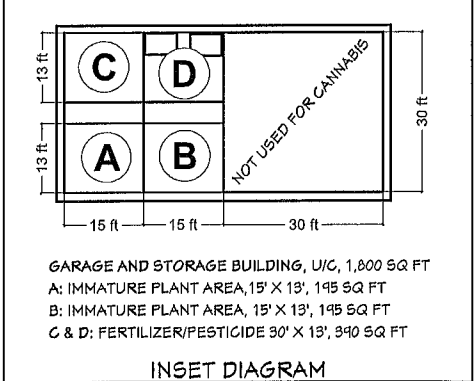 13 ft
C
D
NOT USED FOR CANNABIS
30 ft
13 ft
A
B
15 ft
15 ft
30 ft
GARAGE AND STORAGE BUILDING, U/C, 1,800 SQ FT
A: IMMATURE PLANT AREA,15' X 13', 195 SQ FT
B: IMMATURE PLANT AREA, 15' X 13', 195 SQ FT
C & D: FERTILIZER/PESTICIDE 30' X 13', 390 SQ FT
INSET DIAGRAM